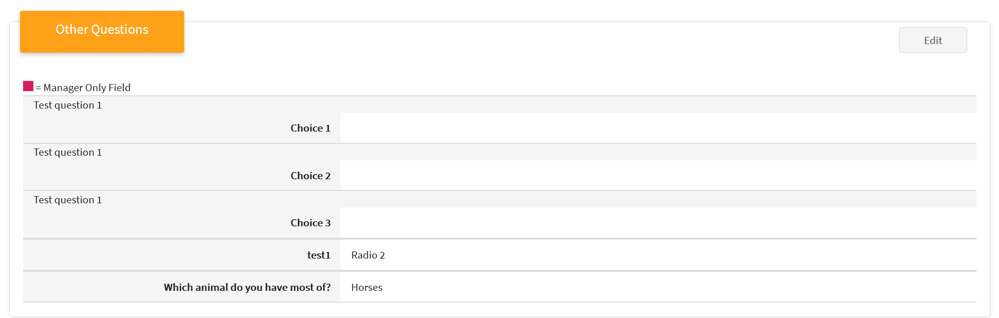 Other Questions
Edit
= Manager Only Field
Test question 1
Choice 1
Test question 1
Choice 2
Test question 1
Choice 3
test1 Radio 2
Which animal do you have most of? Horses